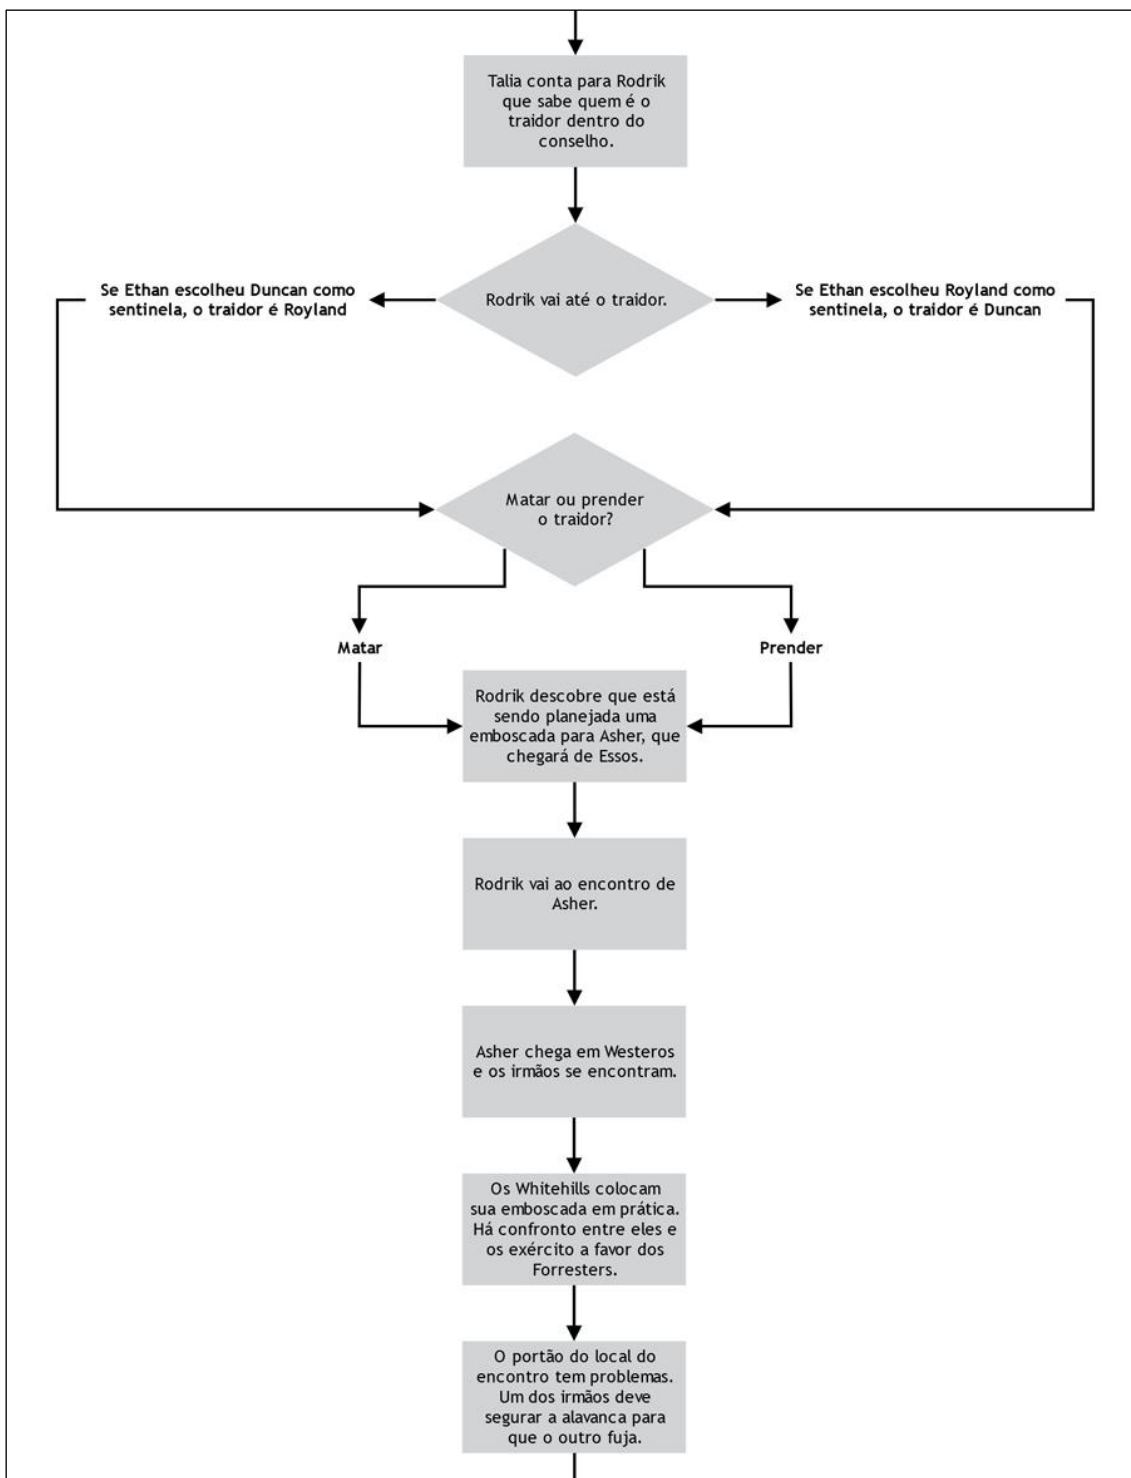 Talia conta para Rodrik
que sabe quem é o
traidor dentro do
conselho.
Se Ethan escolheu Duncan como
sentinela, o traidor é Royland
Rodrik vai até o traidor.
Se Ethan escolheu Royland como
sentinela, o traidor é Duncan
Matar ou prender
o traidor?
Matar
Prender
Rodrik descobre que está
sendo planejada uma
emboscada para Asher, que
chegará de Essos.
Rodrik vai ao encontro de
Asher.
Asher chega em Westeros
e os irmãos se encontram.
Os Whitehills colocam
sua emboscada em prática.
Há confronto entre eles e
os exército a favor dos
Forresters.
O portão do local do
encontro tem problemas.
Um dos irmãos deve
segurar a alavanca para
que o outro fuja.